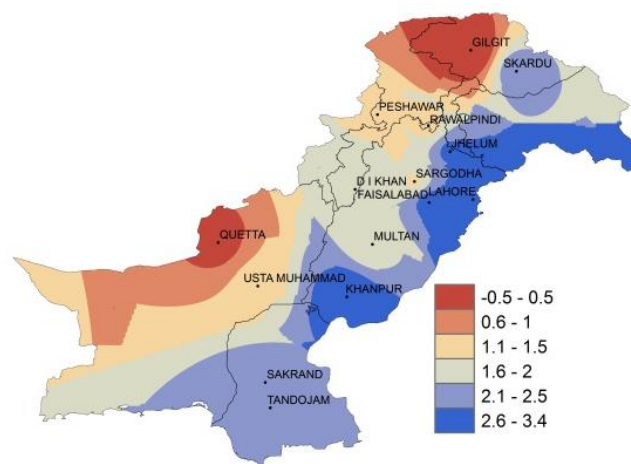 GILGIT
SKARDU
PESHAWAR
RAWALPINDI
JHELUM
SARGODHA
D I KHAN
FAISALABAD
LAHORE
QUETTA
MULTAN
USTA MUHAMMAD
KHANPUR
SAKRAND
TANDOJAM
-0.5 - 0.5
0.6 - 1
1.1 - 1.5
1.6 - 2
2.1 - 2.5
2.6 - 3.4